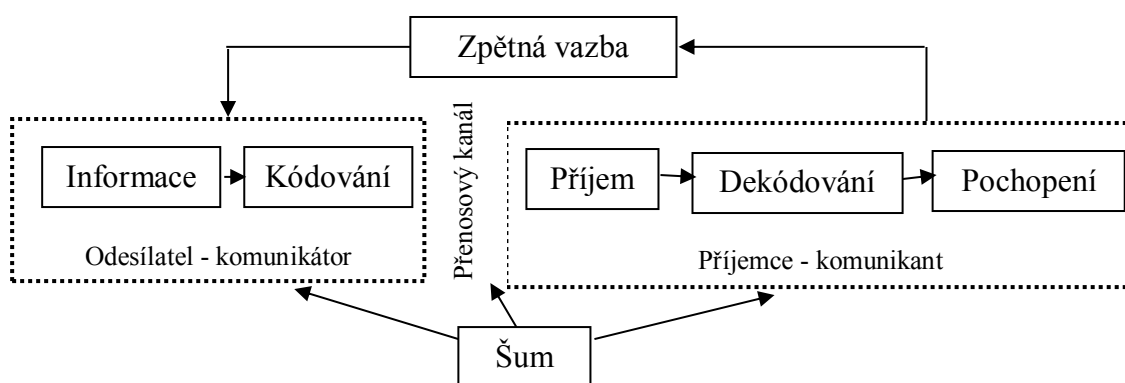 Zpětná vazba
Informace
Kódování
Odesílatel - komunikátor
Přenosový kanál
Příjem
Dekódování
Pochopení
Příjemce - komunikant
Šum